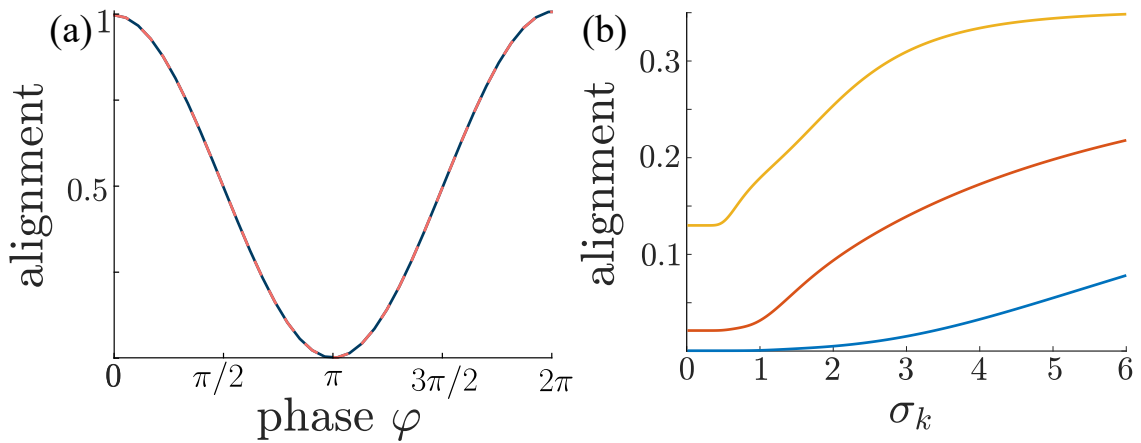 (a)
alignment
1
0.5
0
π/2
π
3π/2
2π
phase φ
(b)
alignment
0.3
0.2
0.1
0
1
2
3
4
5
6
σ_k